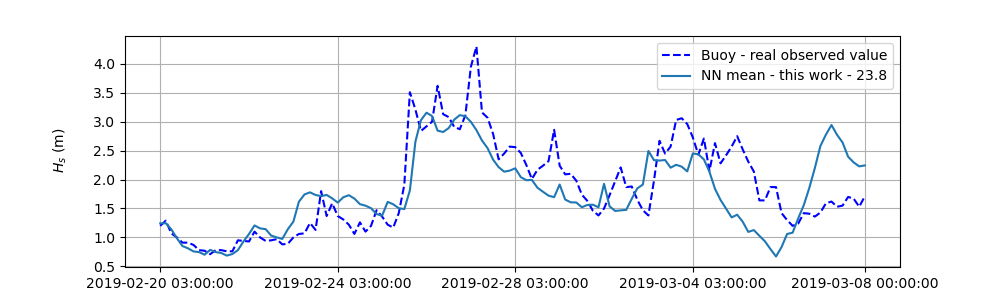 Buoy - real observed value
NN mean - this work - 23.8
H_s (m)
4.0
3.5
3.0
2.5
2.0
1.5
1.0
0.5
2019-02-20 03:00:00 2019-02-24 03:00:00 2019-02-28 03:00:00 2019-03-04 03:00:00 2019-03-08 00:00:00